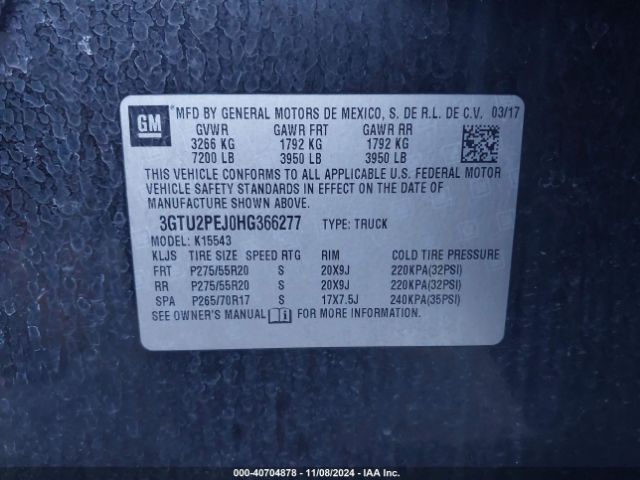 GM MFD BY GENERAL MOTORS DE MEXICO, S. DE R.L. DE C.V. 03/17
GVWR GAWR FRT GAWR RR
3266 KG 1792 KG 1792 KG
7200 LB 3950 LB 3950 LB
THIS VEHICLE CONFORMS TO ALL APPLICABLE U.S. FEDERAL MOTOR
VEHICLE SAFETY STANDARDS IN EFFECT ON THE DATE OF
MANUFACTURE SHOWN ABOVE.
3GTU2PEJ0HG366277 TYPE: TRUCK
MODEL: K15543
KLJS TIRE SIZE SPEED RTG RIM COLD TIRE PRESSURE
FRT P275/55R20 S 20X9J 220KPA(32PSI)
RR P275/55R20 S 20X9J 220KPA(32PSI)
SPA P265/70R17 S 17X7.5J 240KPA(35PSI)
SEE OWNER'S MANUAL i FOR MORE INFORMATION.
000-40704878 - 11/08/2024 - IAA Inc.